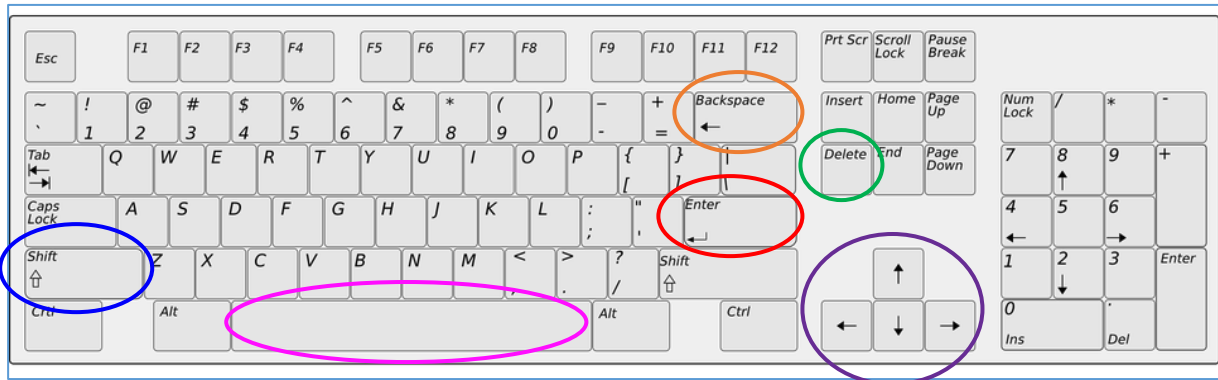 Esc F1 F2 F3 F4 F5 F6 F7 F8 F9 F10 F11 F12 Prt Scr Scroll Lock Pause Break
~ ! @ # $ % ^ & * ( ) – + Backspace Insert Home Page Up Num Lock / * -
` 1 2 3 4 5 6 7 8 9 0 - = ←
Tab Q W E R T Y U I O P { } | Delete End Page Down 7 8 9 +
[ ] \ ↑
Caps Lock A S D F G H J K L : " Enter 4 5 6
; ' ← →
Shift Z X C V B N M < > ? Shift ↑ 1 2 3 Enter
⇧ , . / ⇧ ↓
Crtl Alt Alt Ctrl ← ↓ → 0 .
Ins Del